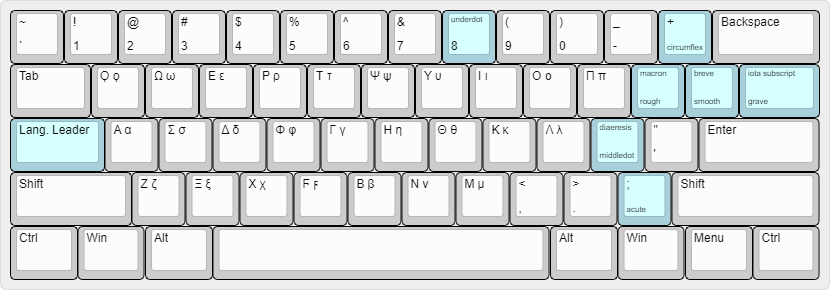 ~ ! @ # $ % ^ & underdot ( ) _ + Backspace
` 1 2 3 4 5 6 7 8 9 0 - circumflex
Tab Ϙ ϙ Ω ω Ε ε Ρ ρ Τ τ Ψ ψ Υ υ Ι ι Ο ο Π π macron breve iota subscript
rough smooth grave
Lang. Leader Α α Σ σ Δ δ Φ φ Γ γ Η η Θ θ Κ κ Λ λ diaeresis " Enter
middledot '
Shift Ζ ζ Ξ ξ Χ χ Ϝ ϝ Β β Ν ν Μ μ < > ; Shift
, . acute
Ctrl Win Alt Alt Win Menu Ctrl